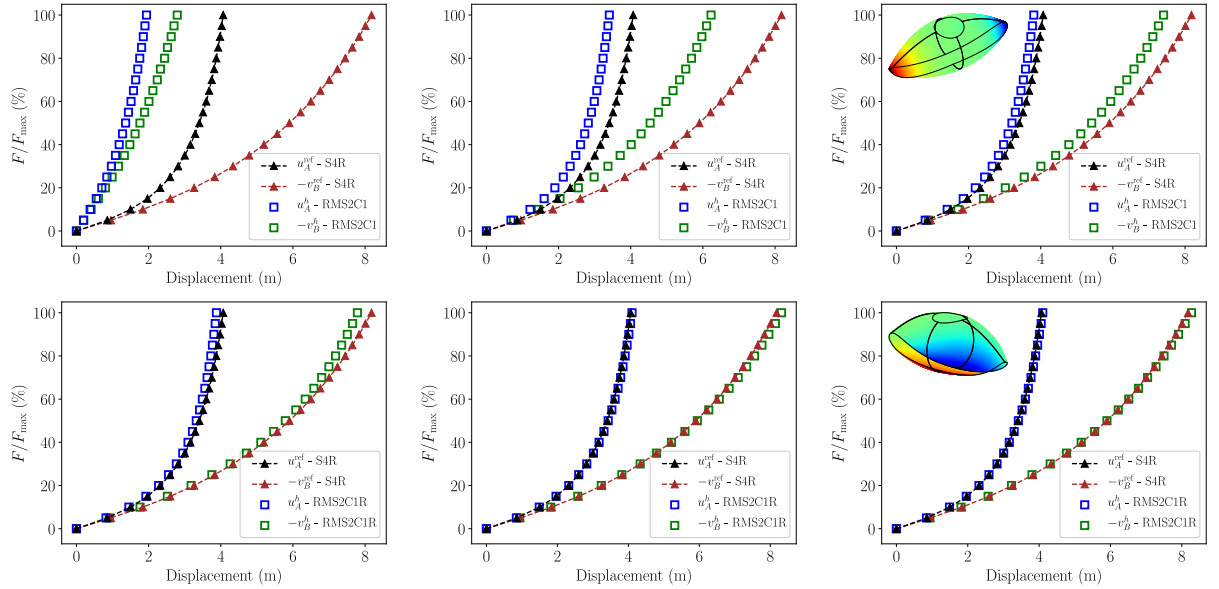 100
80
60
40
20
0
F/F_max (%)
u_A^ref - S4R
−v_B^ref - S4R
u_A^h - RMS2C1
−v_B^h - RMS2C1
0 2 4 6 8
Displacement (m)
100
80
60
40
20
0
F/F_max (%)
u_A^ref - S4R
−v_B^ref - S4R
u_A^h - RMS2C1
−v_B^h - RMS2C1
0 2 4 6 8
Displacement (m)
100
80
60
40
20
0
F/F_max (%)
u_A^ref - S4R
−v_B^ref - S4R
u_A^h - RMS2C1
−v_B^h - RMS2C1
0 2 4 6 8
Displacement (m)
100
80
60
40
20
0
F/F_max (%)
u_A^ref - S4R
−v_B^ref - S4R
u_A^h - RMS2C1R
−v_B^h - RMS2C1R
0 2 4 6 8
Displacement (m)
100
80
60
40
20
0
F/F_max (%)
u_A^ref - S4R
−v_B^ref - S4R
u_A^h - RMS2C1R
−v_B^h - RMS2C1R
0 2 4 6 8
Displacement (m)
100
80
60
40
20
0
F/F_max (%)
u_A^ref - S4R
−v_B^ref - S4R
u_A^h - RMS2C1R
−v_B^h - RMS2C1R
0 2 4 6 8
Displacement (m)